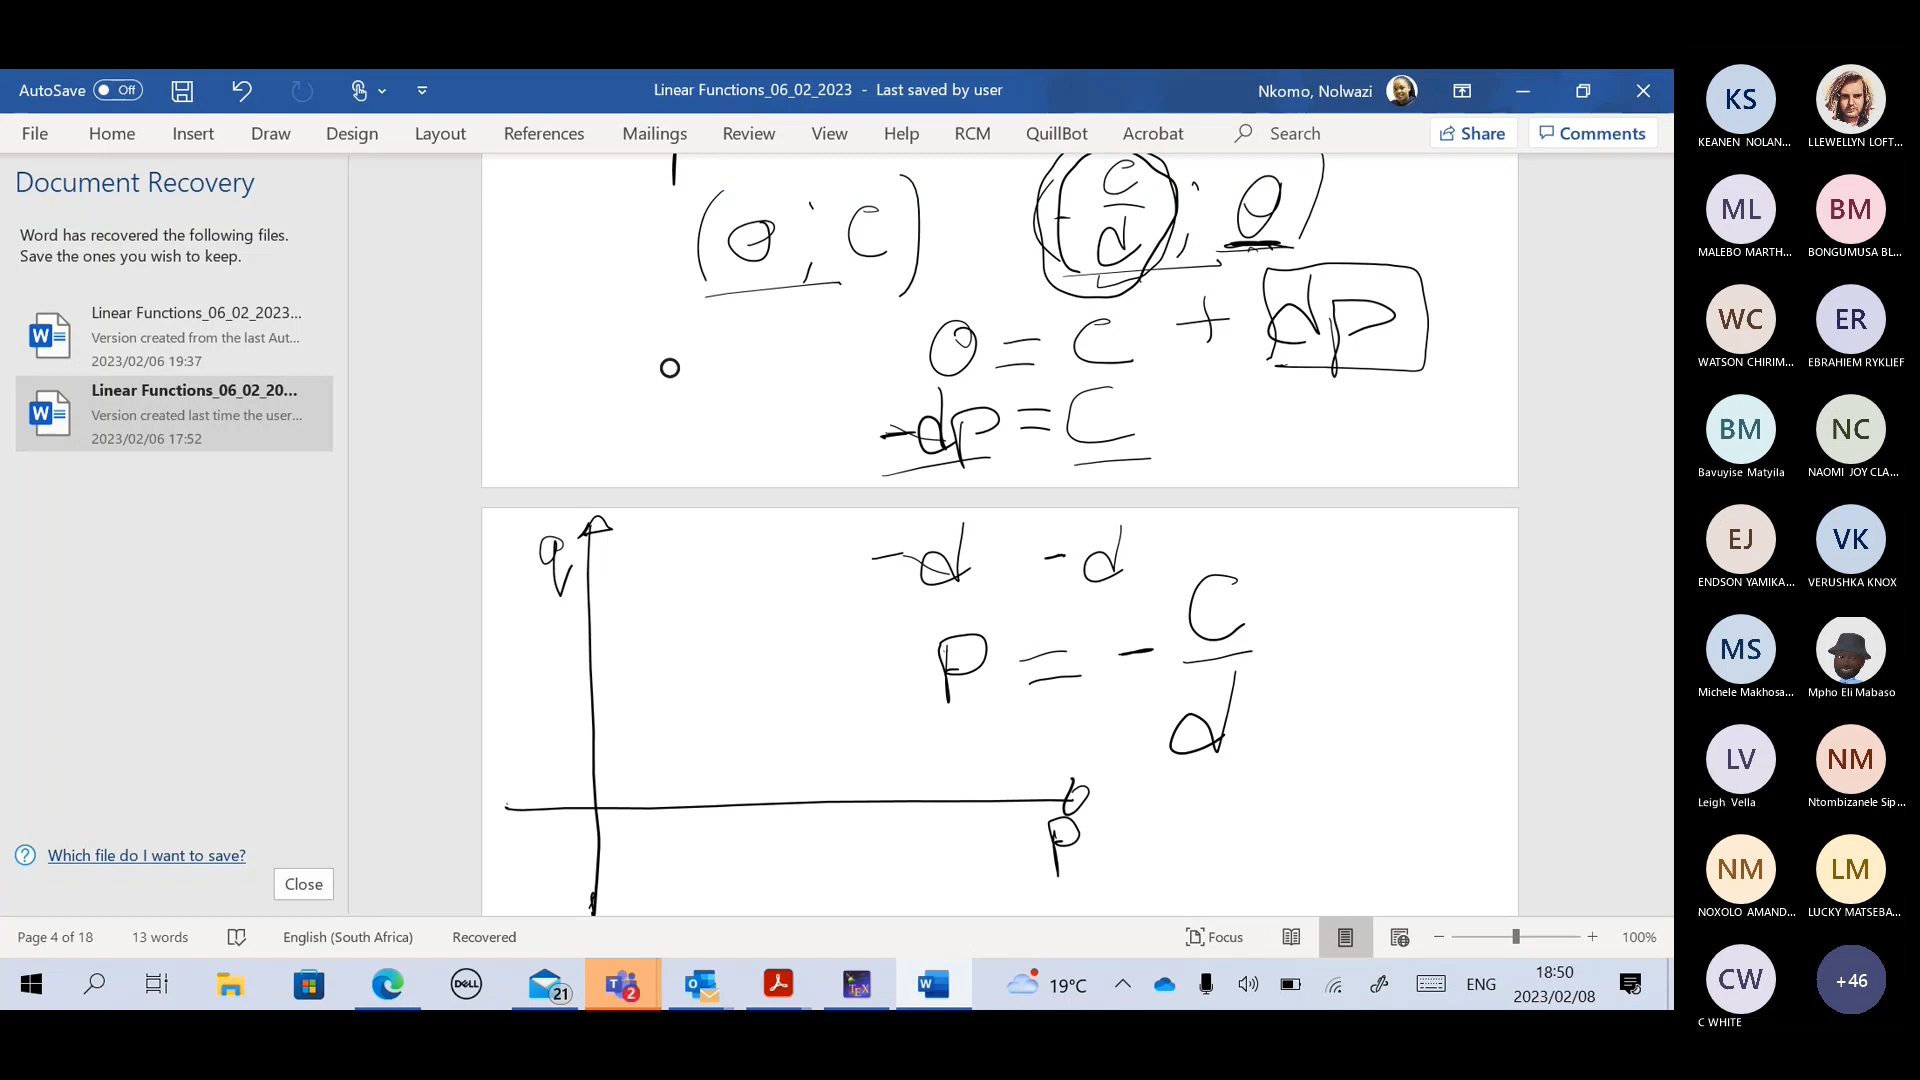 AutoSave Off
Linear Functions_06_02_2023 - Last saved by user
Nkomo, Nolwazi
File Home Insert Draw Design Layout References Mailings Review View Help RCM QuillBot Acrobat Search Share Comments
Document Recovery
Word has recovered the following files.
Save the ones you wish to keep.
Linear Functions_06_02_2023...
Version created from the last Aut...
2023/02/06 19:37
Linear Functions_06_02_20...
Version created last time the user...
2023/02/06 17:52
Which file do I want to save?
Close
(0 ; C) (-c/d ; 0)
0 = C + dp
-dp = C
-d -d
P = - C/d
q
P
Page 4 of 18 13 words English (South Africa) Recovered Focus 100%
21 2 19°C ENG
DELL
TEX
18:50
2023/02/08
KS
KEANEN NOLAN...
LLEWELLYN LOFT...
ML BM
MALEBO MARTH... BONGUMUSA BL...
WC ER
WATSON CHIRIM... EBRAHIEM RYKLIEF
BM NC
Bavuyise Matyila NAOMI JOY CLA...
EJ VK
ENDSON YAMIKA... VERUSHKA KNOX
MS
Michele Makhosa... Mpho Eli Mabaso
LV NM
Leigh Vella Ntombizanele Sip...
NM LM
NOXOLO AMAND... LUCKY MATSEBA...
CW +46
C WHITE